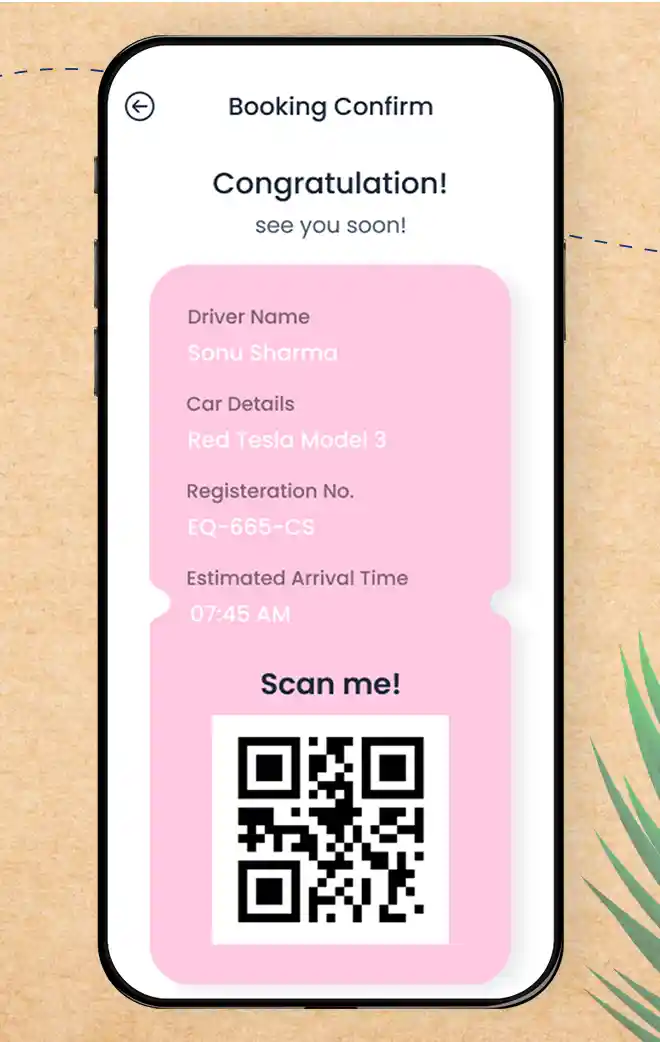 Booking Confirm
Congratulation!
see you soon!
Driver Name
Sonu Sharma
Car Details
Red Tesla Model 3
Registeration No.
EQ-665-CS
Estimated Arrival Time
07:45 AM
Scan me!